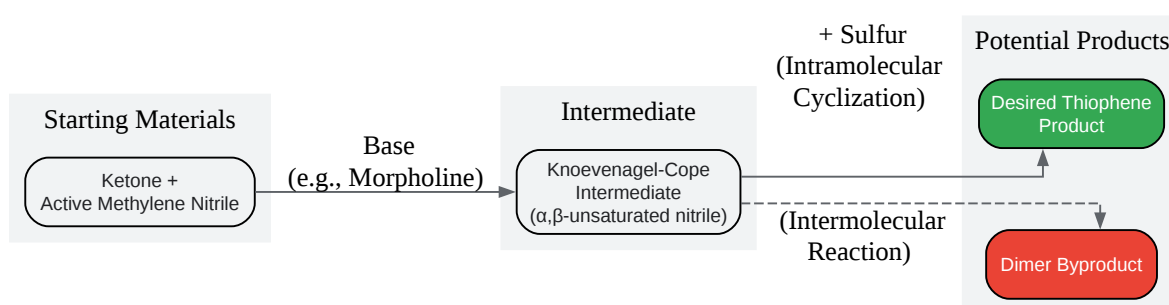 Starting Materials
Ketone +
Active Methylene Nitrile
Base
(e.g., Morpholine)
Intermediate
Knoevenagel-Cope
Intermediate
(α,β-unsaturated nitrile)
+ Sulfur
(Intramolecular
Cyclization)
(Intermolecular
Reaction)
Potential Products
Desired Thiophene
Product
Dimer Byproduct